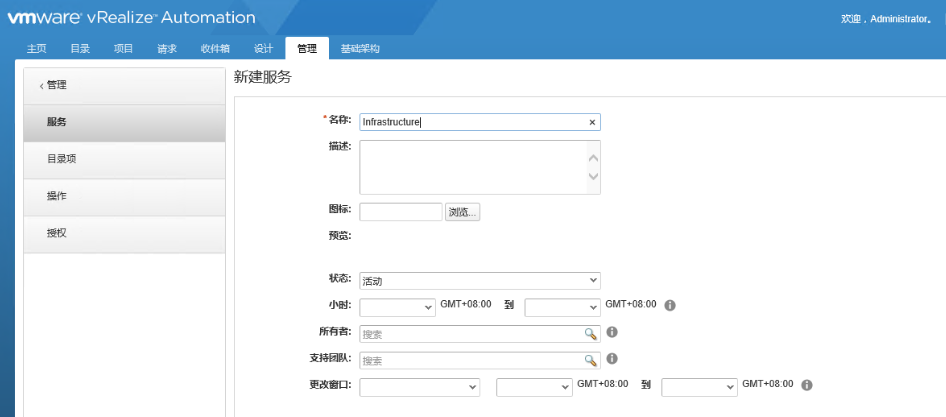 vmware vRealize™ Automation
欢迎，Administrator。
主页 目录 项目 请求 收件箱 设计 管理 基础架构
‹ 管理
服务
目录项
操作
授权
新建服务
* 名称: Infrastructure ×
描述:
图标: 浏览...
预览:
状态: 活动
小时: GMT+08:00 到 GMT+08:00
所有者: 搜索
支持团队: 搜索
更改窗口: GMT+08:00 到 GMT+08:00